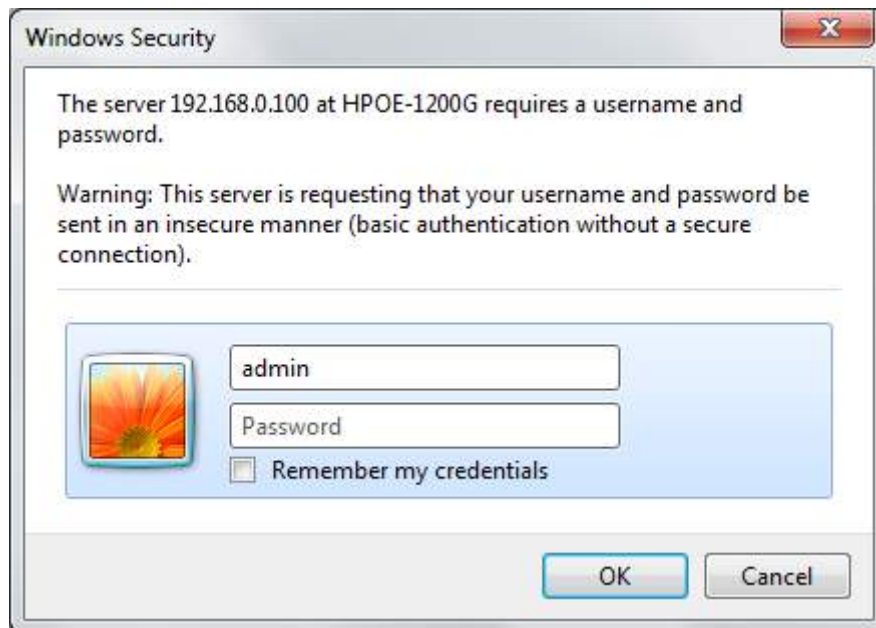 Windows Security
The server 192.168.0.100 at HPOE-1200G requires a username and
password.
Warning: This server is requesting that your username and password be
sent in an insecure manner (basic authentication without a secure
connection).
admin
Password
Remember my credentials
OK
Cancel